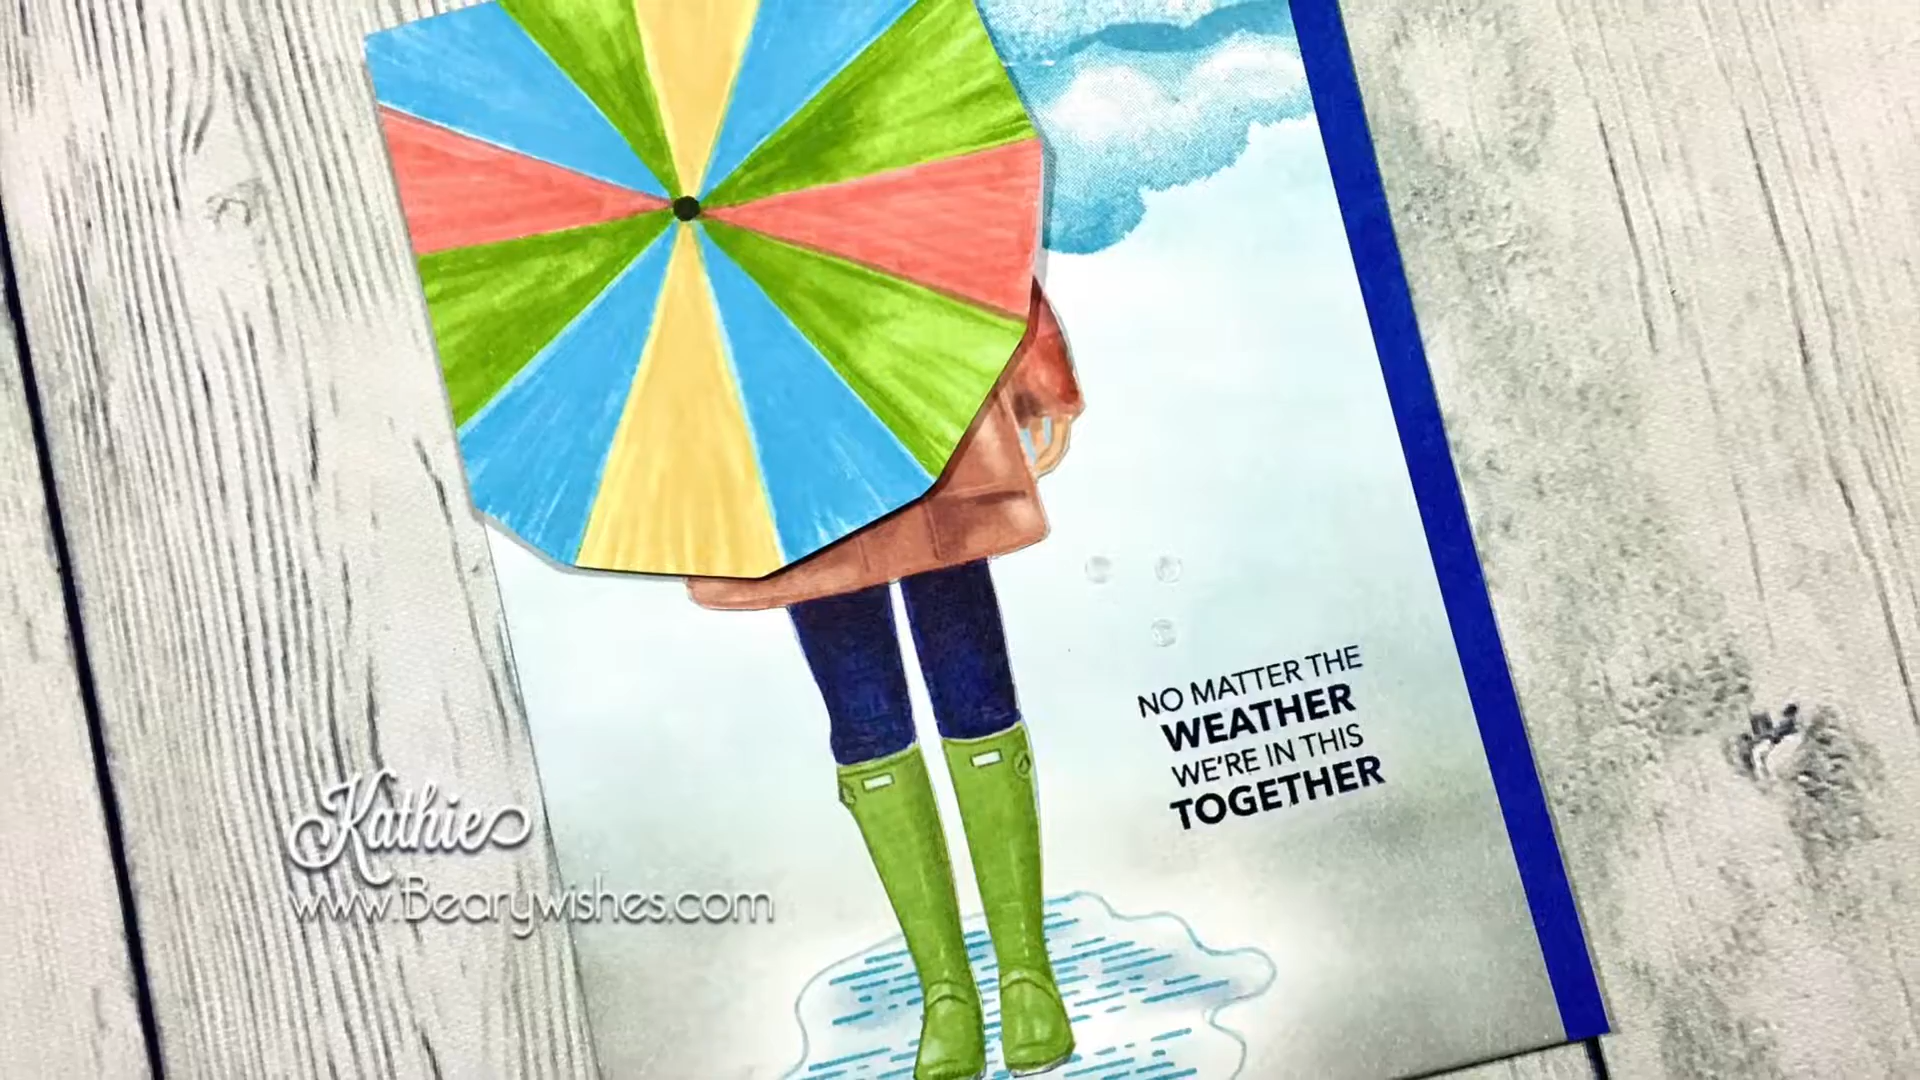 NO MATTER THE
WEATHER
WE'RE IN THIS
TOGETHER
Kathie
www.Bearywishes.com